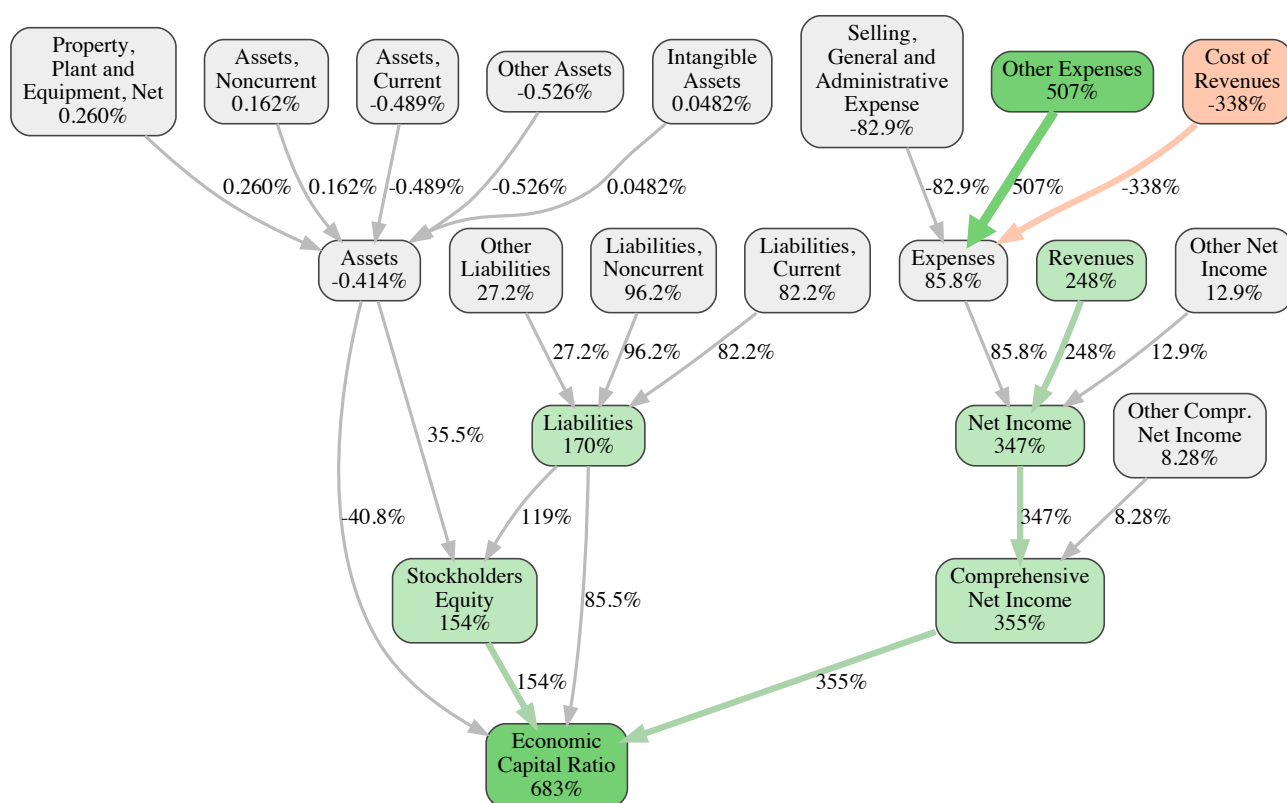 Property,
Plant and
Equipment, Net
0.260%
Assets,
Noncurrent
0.162%
Assets,
Current
-0.489%
Other Assets
-0.526%
Intangible
Assets
0.0482%
Selling,
General and
Administrative
Expense
-82.9%
Other Expenses
507%
Cost of
Revenues
-338%
0.260%
0.162%
-0.489%
-0.526%
0.0482%
-82.9%
507%
-338%
Assets
-0.414%
Other
Liabilities
27.2%
Liabilities,
Noncurrent
96.2%
Liabilities,
Current
82.2%
Expenses
85.8%
Revenues
248%
Other Net
Income
12.9%
27.2%
96.2%
82.2%
85.8%
248%
12.9%
35.5%
Liabilities
170%
Net Income
347%
Other Compr.
Net Income
8.28%
-40.8%
119%
347%
8.28%
Stockholders
Equity
154%
85.5%
Comprehensive
Net Income
355%
154%
355%
Economic
Capital Ratio
683%